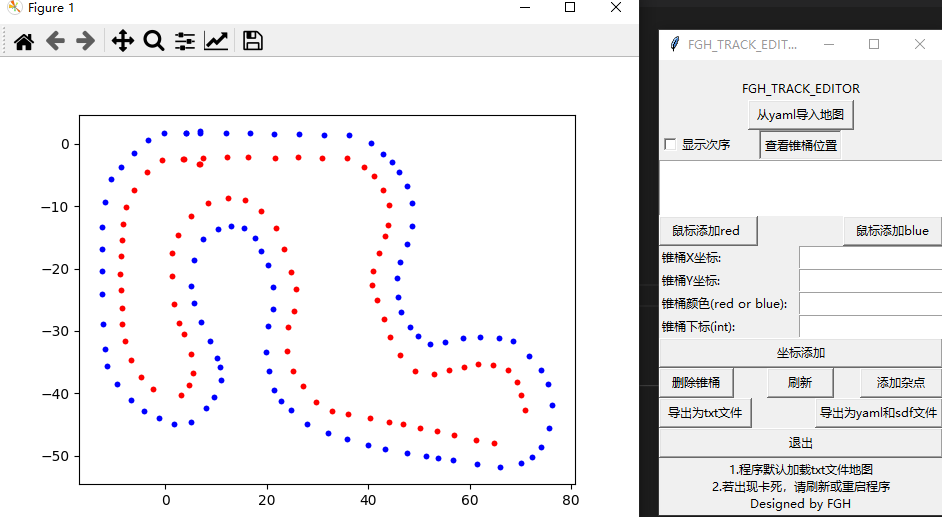 Figure 1
0
−10
−20
−30
−40
−50
0
20
40
60
80
FGH_TRACK_EDIT...
FGH_TRACK_EDITOR
从yaml导入地图
显示次序
查看锥桶位置
鼠标添加red
鼠标添加blue
锥桶X坐标:
锥桶Y坐标:
锥桶颜色(red or blue):
锥桶下标(int):
坐标添加
删除锥桶
刷新
添加杂点
导出为txt文件
导出为yaml和sdf文件
退出
1.程序默认加载txt文件地图
2.若出现卡死，请刷新或重启程序
Designed by FGH